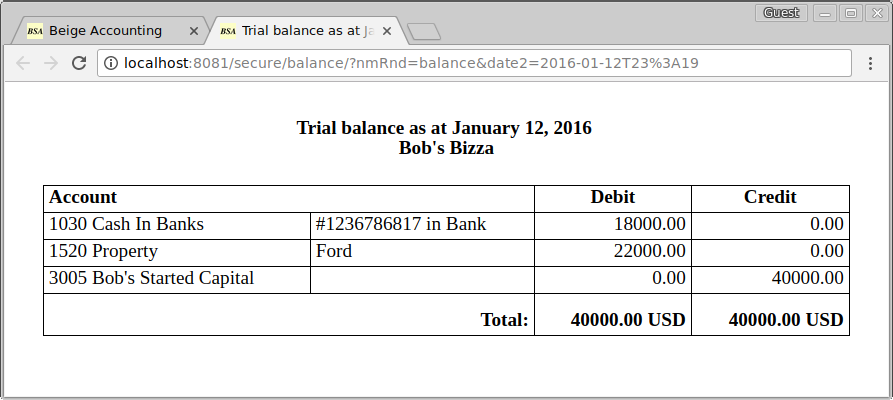 Guest
BSA Beige Accounting
BSA Trial balance as at Ja
localhost:8081/secure/balance/?nmRnd=balance&date2=2016-01-12T23%3A19
Trial balance as at January 12, 2016
Bob's Bizza
Account Debit Credit
1030 Cash In Banks #1236786817 in Bank 18000.00 0.00
1520 Property Ford 22000.00 0.00
3005 Bob's Started Capital 0.00 40000.00
Total: 40000.00 USD 40000.00 USD